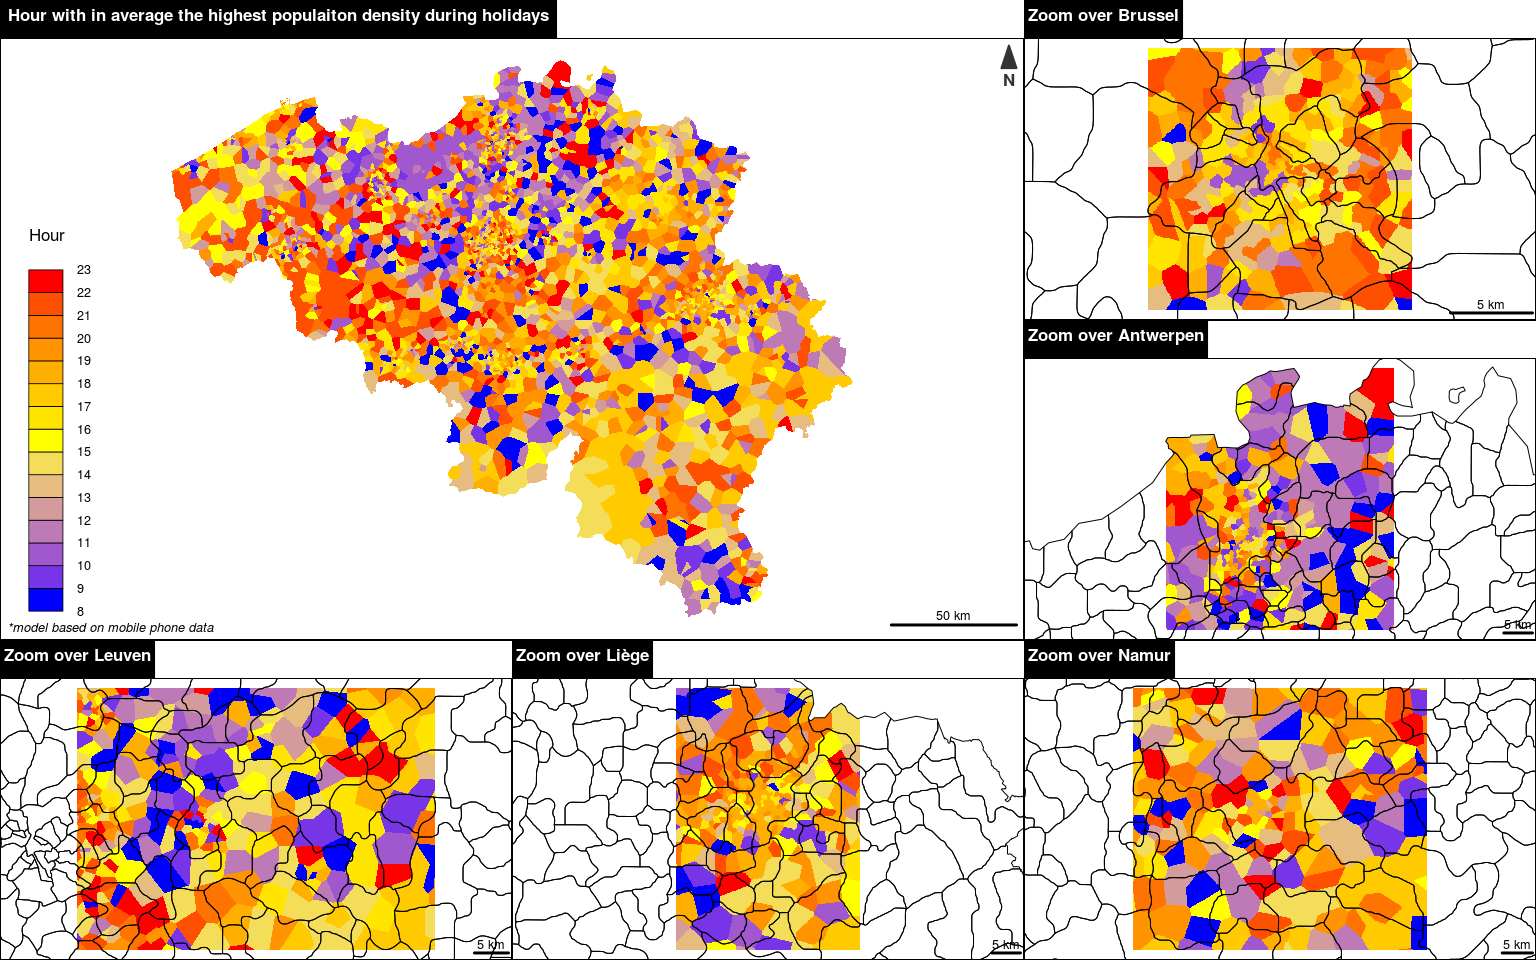 Hour with in average the highest populaiton density during holidays
N
Hour
23
22
21
20
19
18
17
16
15
14
13
12
11
10
9
8
*model based on mobile phone data
50 km
Zoom over Brussel
5 km
Zoom over Antwerpen
5 km
Zoom over Leuven
5 km
Zoom over Liège
5 km
Zoom over Namur
5 km